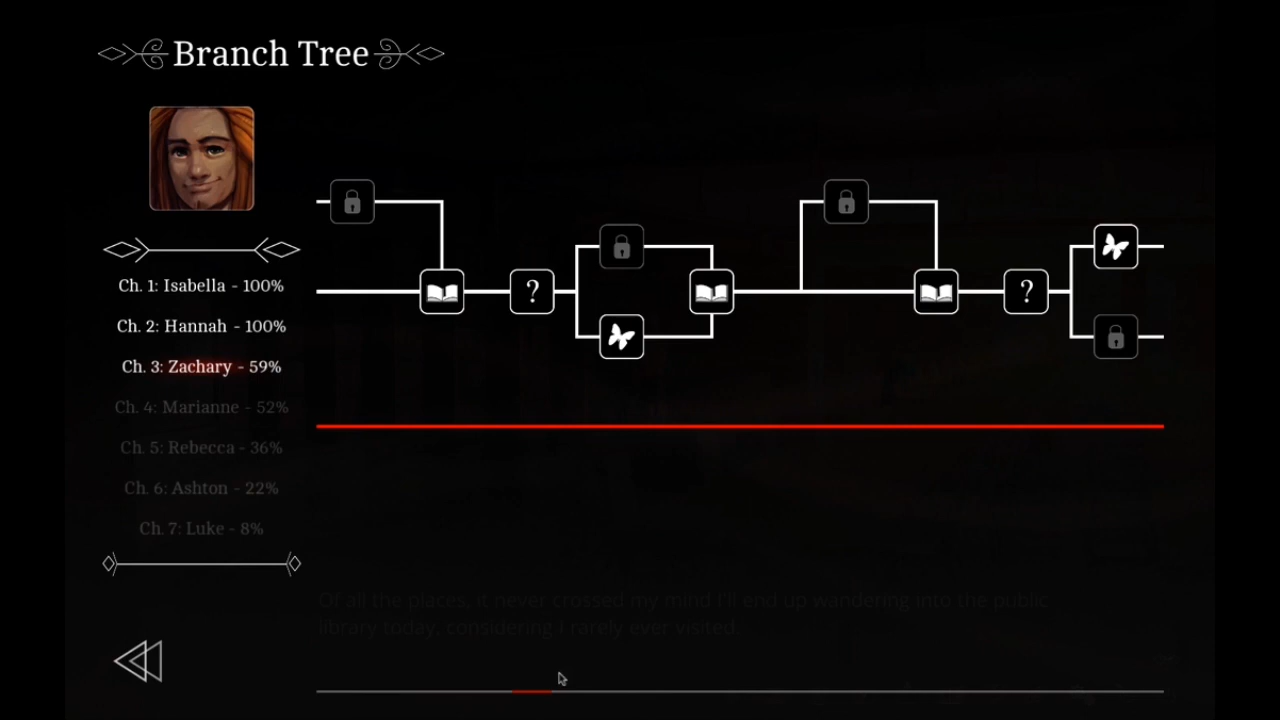 Branch Tree
Ch. 1: Isabella - 100%
Ch. 2: Hannah - 100%
Ch. 3: Zachary - 59%
Ch. 4: Marianne - 52%
Ch. 5: Rebecca - 36%
Ch. 6: Ashton - 22%
Ch. 7: Luke - 8%
?
?
Of all the places, it never crossed my mind I'll end up wandering into the public
library today, considering I rarely ever visited.